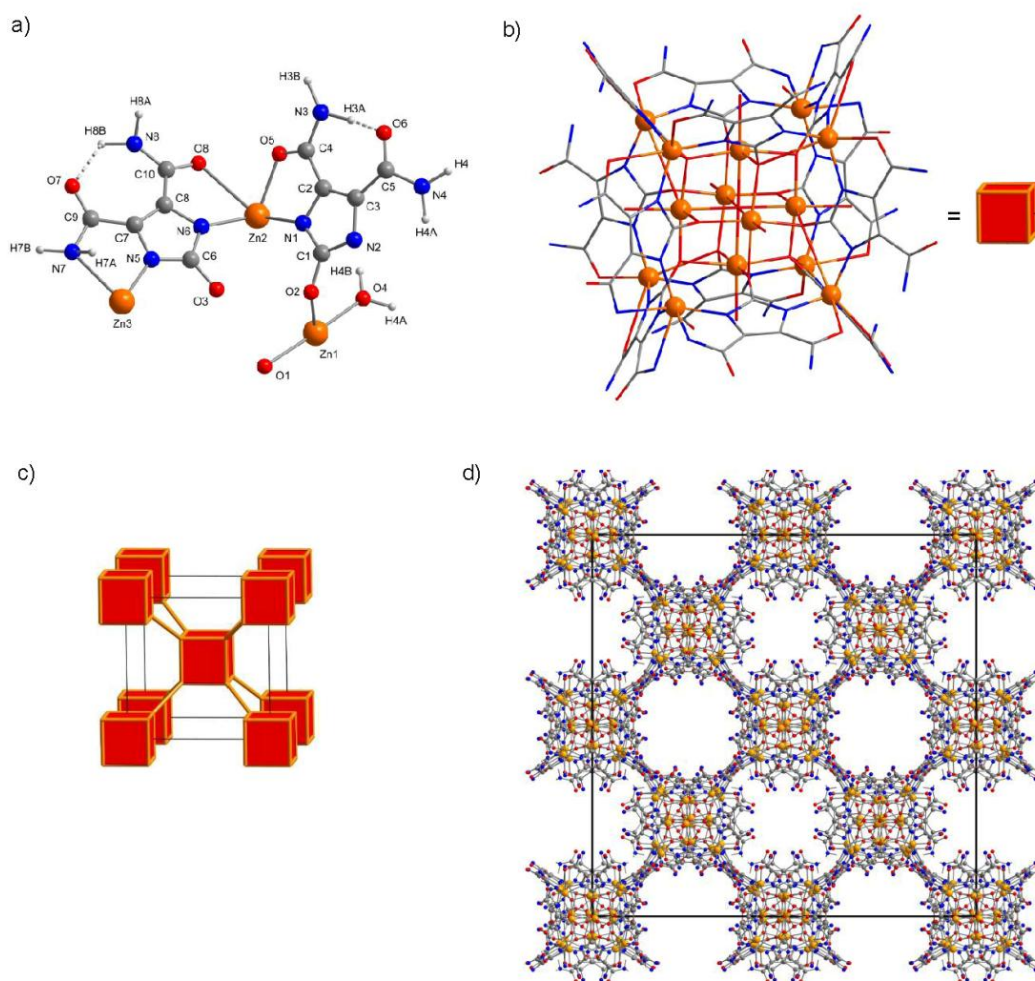 a)
b)
H3B
H3A
H8A
N3
O6
H8B
N8
O8
O5
C4
H4
O7
C10
C2
C5
N4
C9
C8
N6
Zn2
C3
H4A
C7
N1
N2
H7B
N5
C6
C1
N7
H7A
H4B
O2
O4
O3
H4A
Zn3
Zn1
O1
=
c)
d)